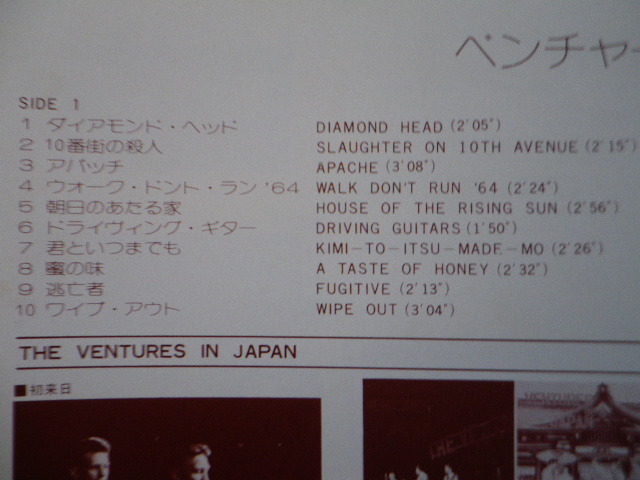 ベンチャー
SIDE 1
1 ダイアモンド・ヘッド DIAMOND HEAD (2'05")
2 10番街の殺人 SLAUGHTER ON 10TH AVENUE (2'15")
3 アパッチ APACHE (3'08")
4 ウォーク・ドント・ラン '64 WALK DON'T RUN '64 (2'24")
5 朝日のあたる家 HOUSE OF THE RISING SUN (2'56")
6 ドライヴィング・ギター DRIVING GUITARS (1'50")
7 君といつまでも KIMI-TO-ITSU-MADE-MO (2'26")
8 蜜の味 A TASTE OF HONEY (2'32")
9 逃亡者 FUGITIVE (2'13")
10 ワイプ・アウト WIPE OUT (3'04")
THE VENTURES IN JAPAN
■初来日